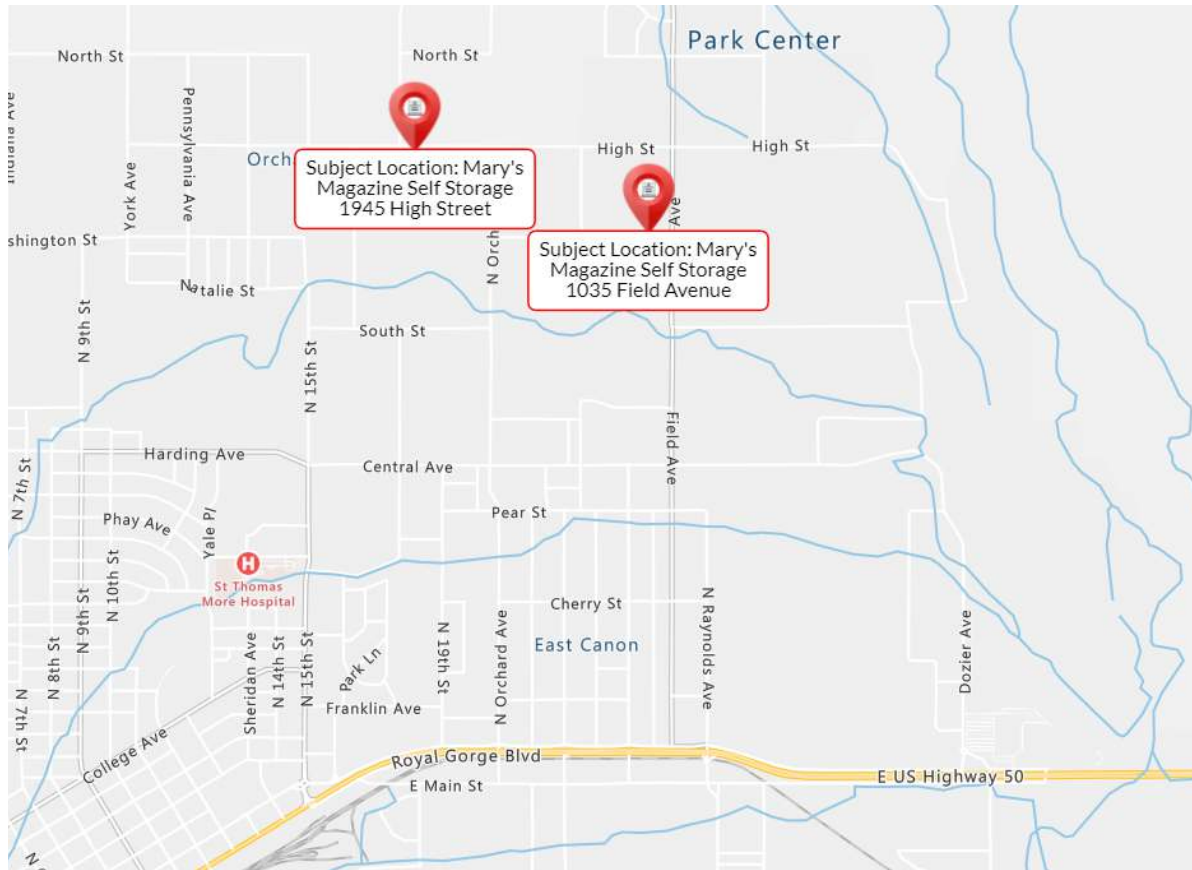 Park Center
North St
North St
Indiana Ave
Pennsylvania Ave
York Ave
High St
High St
Subject Location: Mary's
Magazine Self Storage
1945 High Street
Ave
Subject Location: Mary's
Magazine Self Storage
1035 Field Avenue
Natalie St
South St
N 9th St
N 15th St
Field Ave
Harding Ave
Central Ave
N 7th St
Phay Ave
Yale Pl
Pear St
H
St Thomas
More Hospital
N 10th St
N 9th St
N 8th St
N 7th St
Cherry St
N Raynolds Ave
East Canon
Dozier Ave
Sheridan Ave
N 14th St
N 15th St
Park Ln
N 19th St
N Orchard Ave
Franklin Ave
College Ave
Royal Gorge Blvd
E US Highway 50
E Main St
N